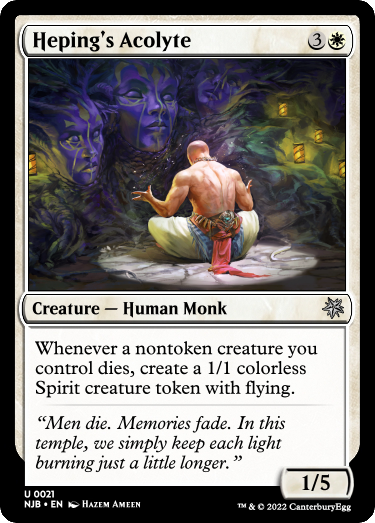 Heping's Acolyte 3
Creature — Human Monk
Whenever a nontoken creature you
control dies, create a 1/1 colorless
Spirit creature token with flying.
“Men die. Memories fade. In this
temple, we simply keep each light
burning just a little longer.”
1/5
U 0021
NJB • EN Hazem Ameen
™ & © 2022 CanterburyEgg